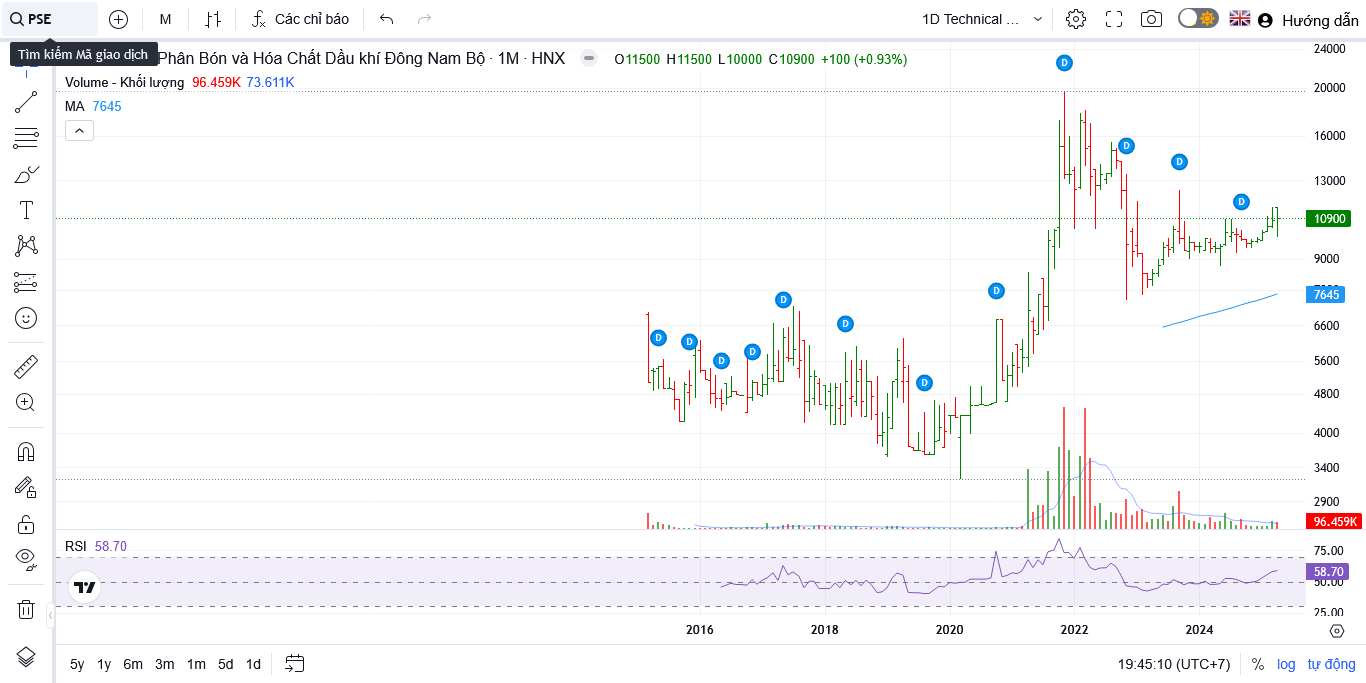 PSE
M
Các chỉ báo
1D Technical ...
Hướng dẫn
Tìm kiếm Mã giao dịch
Phân Bón và Hóa Chất Dầu khí Đông Nam Bộ · 1M · HNX
O11500 H11500 L10000 C10900 +100 (+0.93%)
Volume - Khối lượng 96.459K 73.611K
MA 7645
24000
20000
16000
13000
10900
9000
7645
6600
5600
4800
4000
3400
2900
96.459K
D
D
D
D
D
D
D
D
D
D
D
D
D
RSI 58.70
75.00
58.70
50.00
25.00
2016
2018
2020
2022
2024
5y 1y 6m 3m 1m 5d 1d
19:45:10 (UTC+7)
%
log
tự động